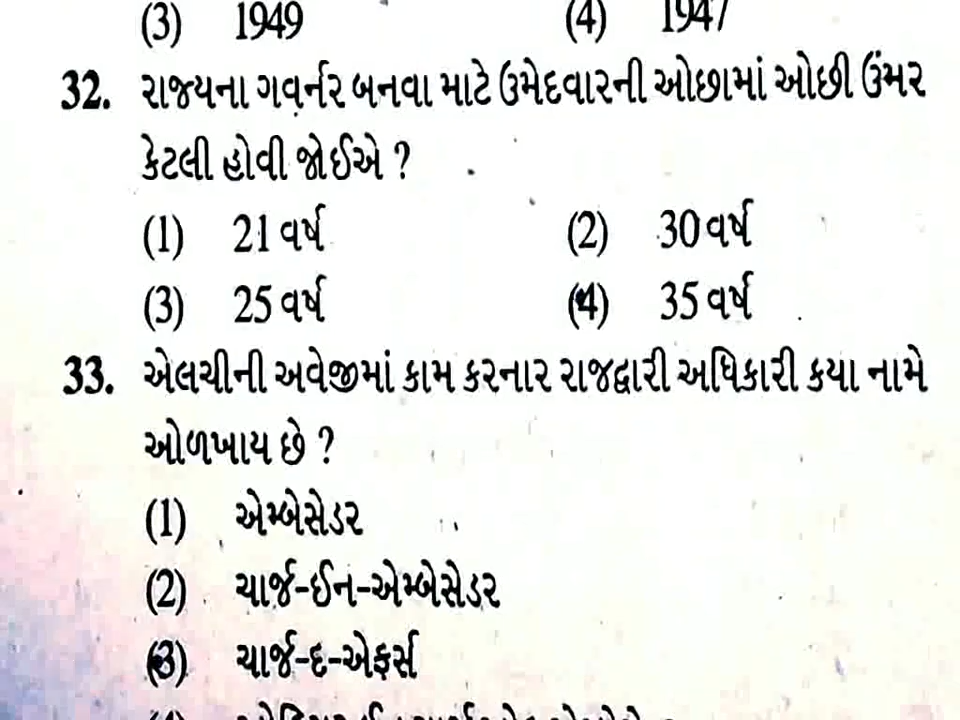 (3) 1949 (4) 1947
32. રાજ્યના ગવર્નર બનવા માટે ઉમેદવારની ઓછામાં ઓછી ઉંમર
કેટલી હોવી જોઈએ ?
(1) 21 વર્ષ (2) 30 વર્ષ
(3) 25 વર્ષ (4) 35 વર્ષ
33. એલચીની અવેજીમાં કામ કરનાર રાજદ્વારી અધિકારી કયા નામે
ઓળખાય છે ?
(1) એમ્બેસેડર
(2) ચાર્જ-ઈન-એમ્બેસેડર
(3) ચાર્જ-દ-એફર્સ